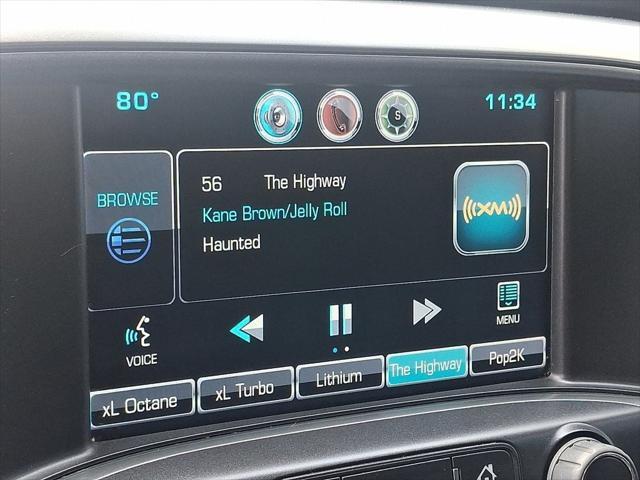 80° 11:34
S
BROWSE
56 The Highway
Kane Brown/Jelly Roll
Haunted
((XM))
VOICE
MENU
xL Octane xL Turbo Lithium The Highway Pop2K